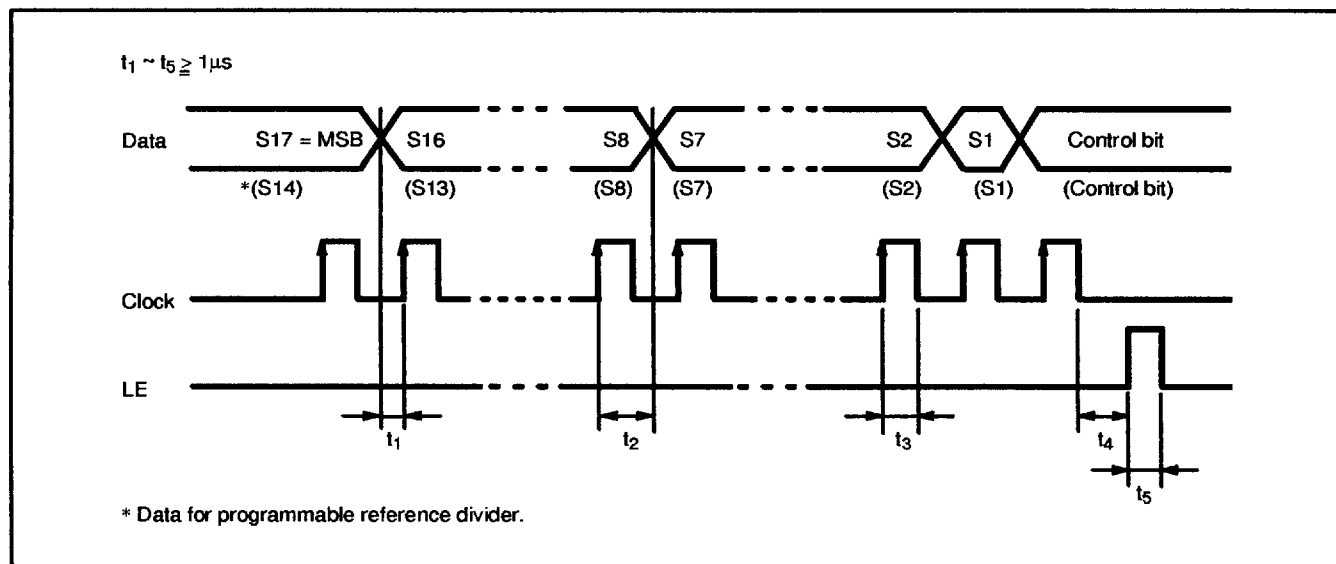 t1 ~ t5 ≧ 1μs
Data S17 = MSB S16 S8 S7 S2 S1 Control bit
*(S14) (S13) (S8) (S7) (S2) (S1) (Control bit)
Clock
LE
t1 t2 t3 t4
t5
* Data for programmable reference divider.